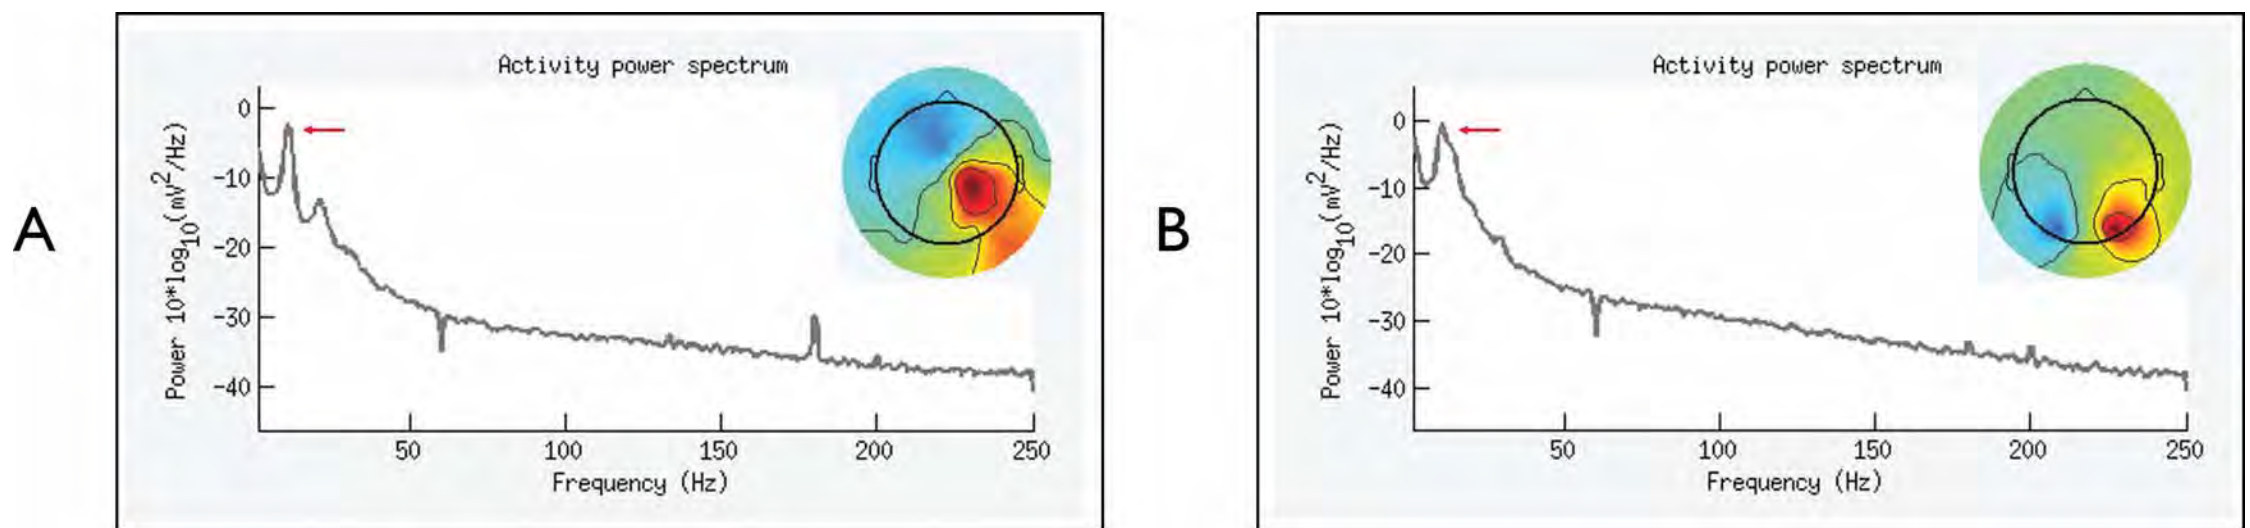 A
Activity power spectrum
Power 10*log10(mV2/Hz)
0
-10
-20
-30
-40
50 100 150 200 250
Frequency (Hz)
B
Activity power spectrum
Power 10*log10(mV2/Hz)
0
-10
-20
-30
-40
50 100 150 200 250
Frequency (Hz)